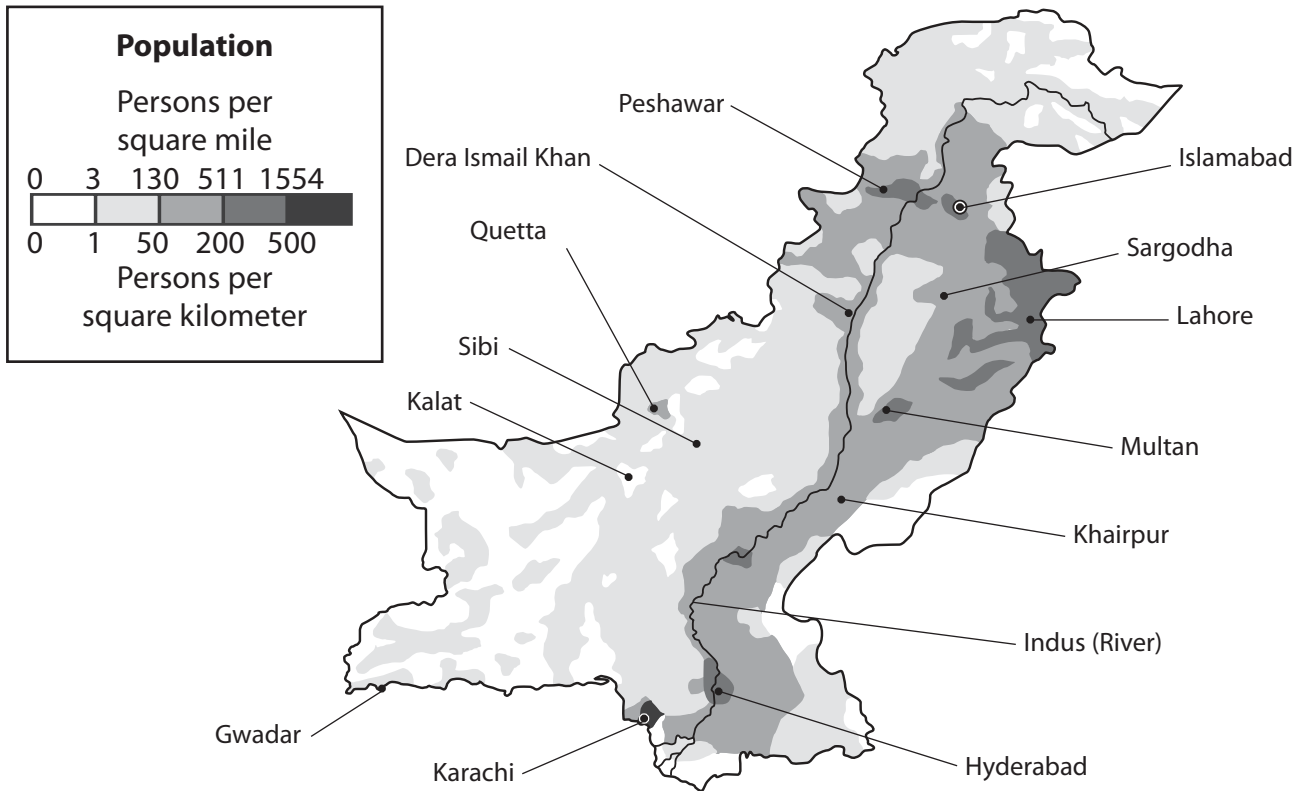 Population
Persons per
square mile
0 3 130 511 1554
0 1 50 200 500
Persons per
square kilometer
Peshawar
Dera Ismail Khan
Islamabad
Quetta
Sargodha
Lahore
Sibi
Kalat
Multan
Khairpur
Indus (River)
Gwadar
Karachi
Hyderabad